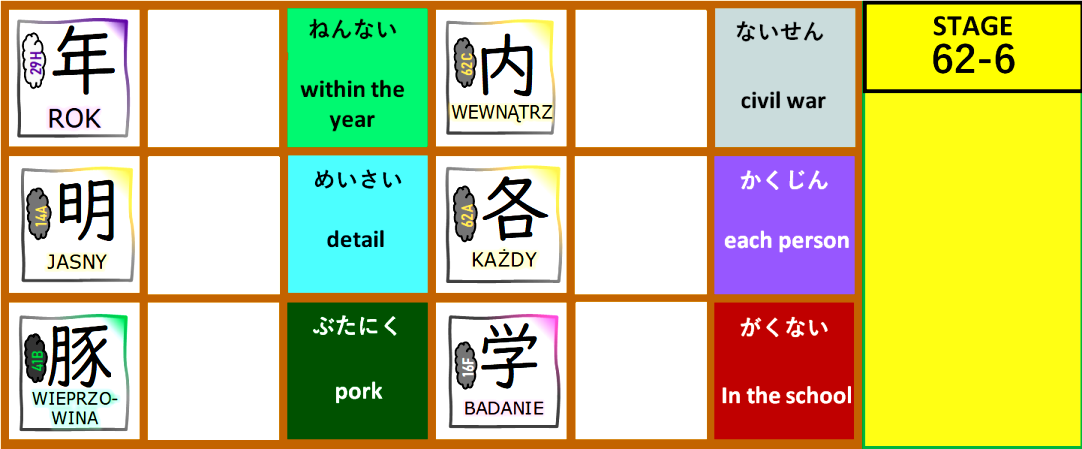 29H
年
ROK
ねんない
within the
year
62C
内
WEWNĄTRZ
ないせん
civil war
STAGE
62-6
14A
明
JASNY
めいさい
detail
62A
各
KAŻDY
かくじん
each person
41B
豚
WIEPRZO-
WINA
ぶたにく
pork
16F
学
BADANIE
がくない
In the school